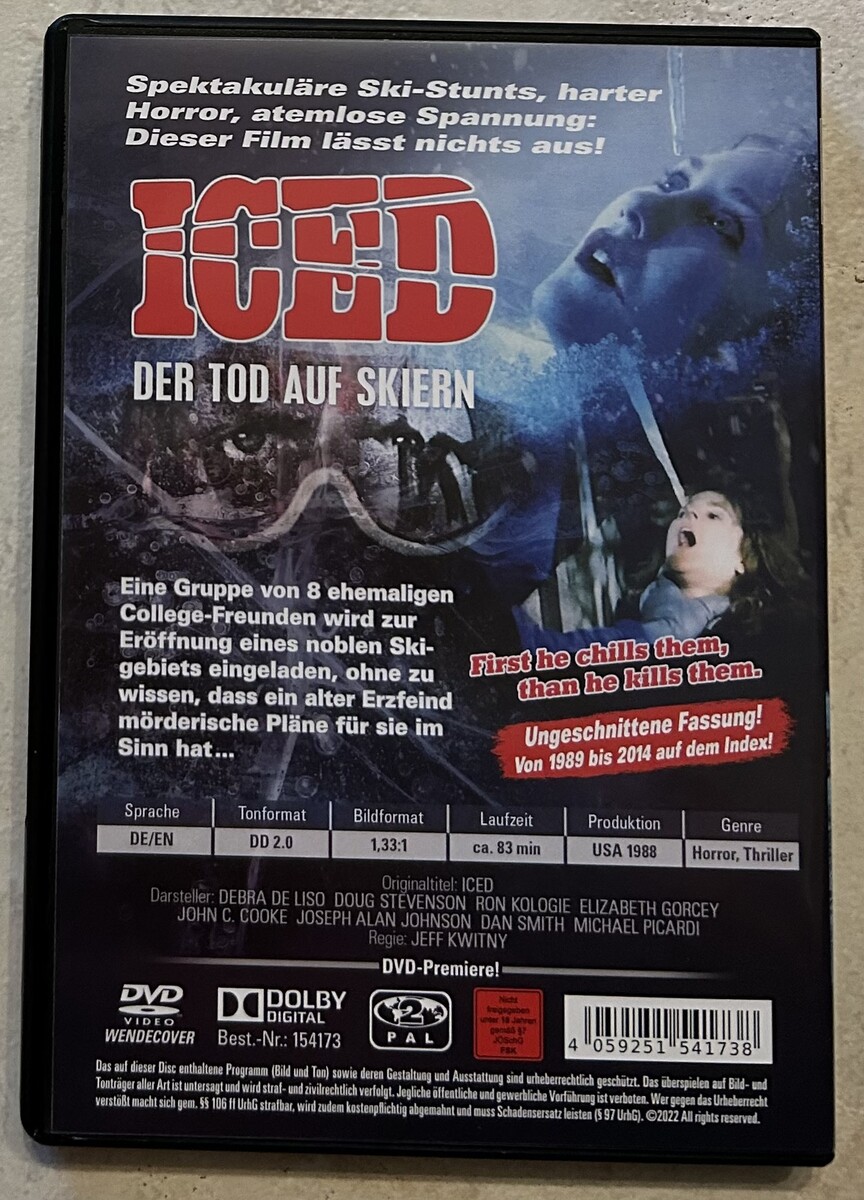 Spektakuläre Ski-Stunts, harter
Horror, atemlose Spannung:
Dieser Film lässt nichts aus!
ICED
DER TOD AUF SKIERN
Eine Gruppe von 8 ehemaligen
College-Freunden wird zur
Eröffnung eines noblen Ski-
gebiets eingeladen, ohne zu
wissen, dass ein alter Erzfeind
mörderische Pläne für sie im
Sinn hat...
First he chills them,
than he kills them.
Ungeschnittene Fassung!
Von 1989 bis 2014 auf dem Index!
Sprache Tonformat Bildformat Laufzeit Produktion Genre
DE/EN DD 2.0 1,33:1 ca. 83 min USA 1988 Horror, Thriller
Originaltitel: ICED
Darsteller: DEBRA DE LISO DOUG STEVENSON RON KOLOGIE ELIZABETH GORCEY
JOHN C. COOKE JOSEPH ALAN JOHNSON DAN SMITH MICHAEL PICARDI
Regie: JEFF KWITNY
DVD-Premiere!
DVD
VIDEO
WENDECOVER
DOLBY
DIGITAL
Best.-Nr.: 154173
2
PAL
Nicht
freigegeben
unter 18 Jahren
gemäß §7
JÖSchG
FSK
4 059251 541738
Das auf dieser Disc enthaltene Programm (Bild und Ton) sowie deren Gestaltung und Ausstattung sind urheberrechtlich geschützt. Das überspielen auf Bild- und
Tonträger aller Art ist untersagt und wird straf- und zivilrechtlich verfolgt. Jegliche öffentliche und gewerbliche Vorführung ist verboten. Wer gegen das Urheberrecht
verstößt macht sich gem. §§ 106 ff UrhG strafbar, wird zudem kostenpflichtig abgemahnt und muss Schadensersatz leisten (§ 97 UrhG). ©2022 All rights reserved.